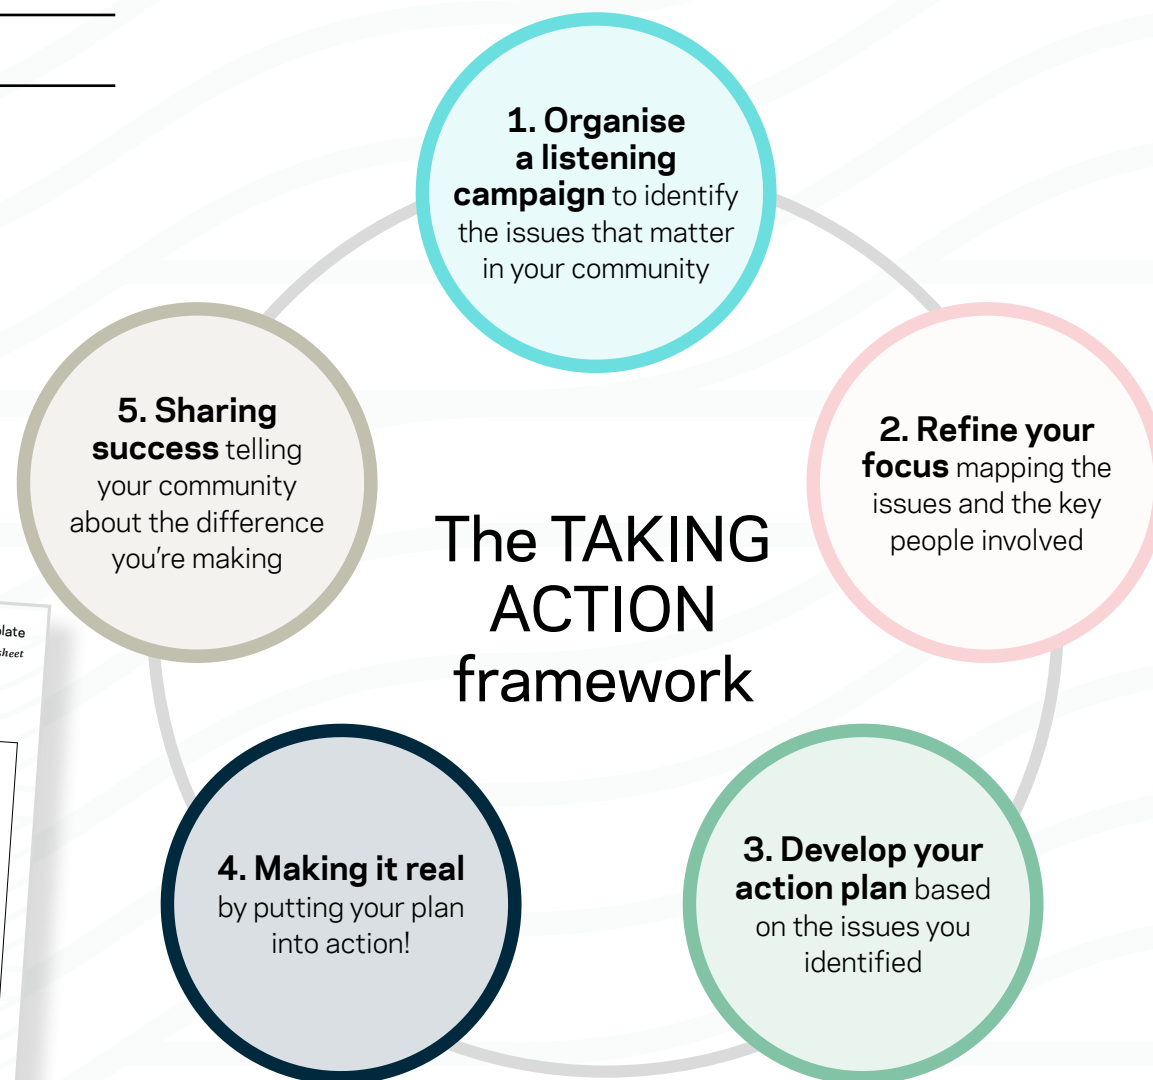 1. Organise
a listening
campaign to identify
the issues that matter
in your community
2. Refine your
focus mapping the
issues and the key
people involved
3. Develop your
action plan based
on the issues you
identified
4. Making it real
by putting your plan
into action!
5. Sharing
success telling
your community
about the difference
you're making
The TAKING
ACTION
framework